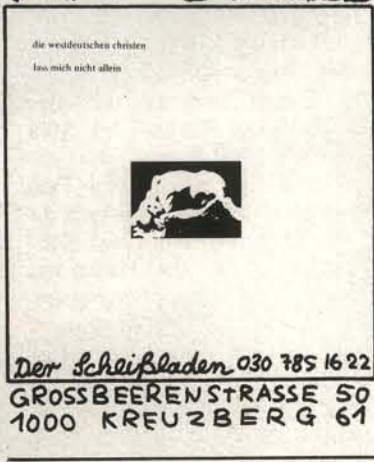 die westdeutschen christen
lass mich nicht allein
Der Scheißladen 030 785 16 22
GROSSBEERENSTRASSE 50
1000 KREUZBERG 61